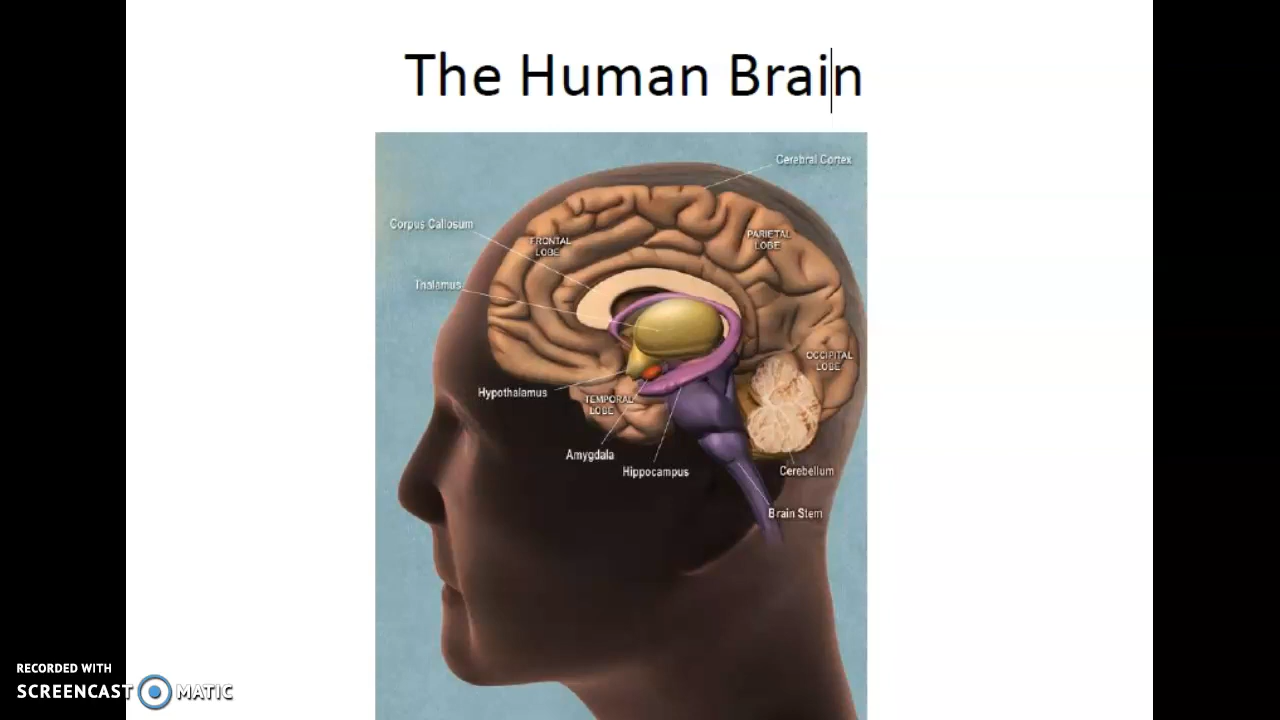 The Human Brain
Cerebral Cortex
Corpus Callosum
FRONTAL
LOBE
PARIETAL
LOBE
Thalamus
OCCIPITAL
LOBE
Hypothalamus
TEMPORAL
LOBE
Amygdala
Hippocampus
Cerebellum
Brain Stem
RECORDED WITH
SCREENCAST MATIC